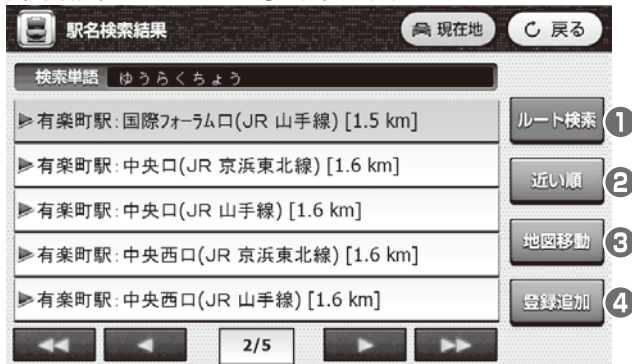 駅名検索結果
現在地
戻る
検索単語 ゆうらくちょう
有楽町駅:国際フォーラム口(JR 山手線) [1.5 km]
ルート検索 1
有楽町駅:中央口(JR 京浜東北線) [1.6 km]
近い順 2
有楽町駅:中央口(JR 山手線) [1.6 km]
地図移動 3
有楽町駅:中央西口(JR 京浜東北線) [1.6 km]
有楽町駅:中央西口(JR 山手線) [1.6 km]
登録追加 4
2/5